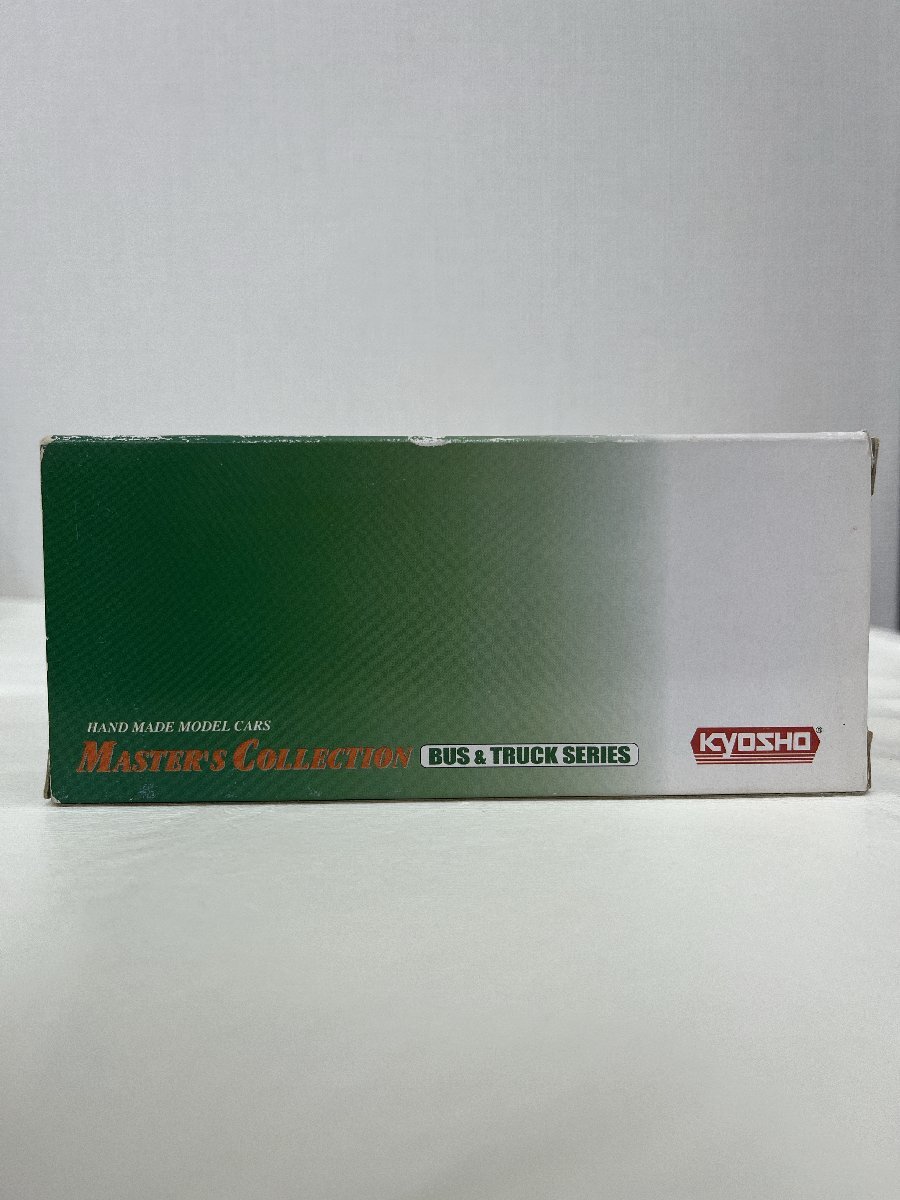 HAND MADE MODEL CARS
MASTER'S COLLECTION BUS & TRUCK SERIES
KYOSHO®